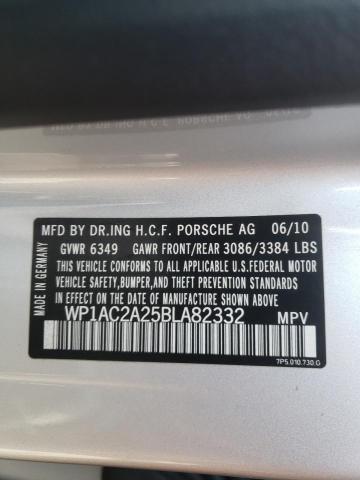 MFD BY DR.ING H.C.F. PORSCHE AG 06/10
GVWR 6349 GAWR FRONT/REAR 3086/3384 LBS
THIS VEHICLE CONFORMS TO ALL APPLICABLE U.S.FEDERAL MOTOR
VEHICLE SAFETY,BUMPER,AND THEFT PREVENTION STANDARDS
IN EFFECT ON THE DATE OF MANUFACTURE SHOWN ABOVE
WP1AC2A25BLA82332 MPV
7P5.010.730.G
MADE IN GERMANY